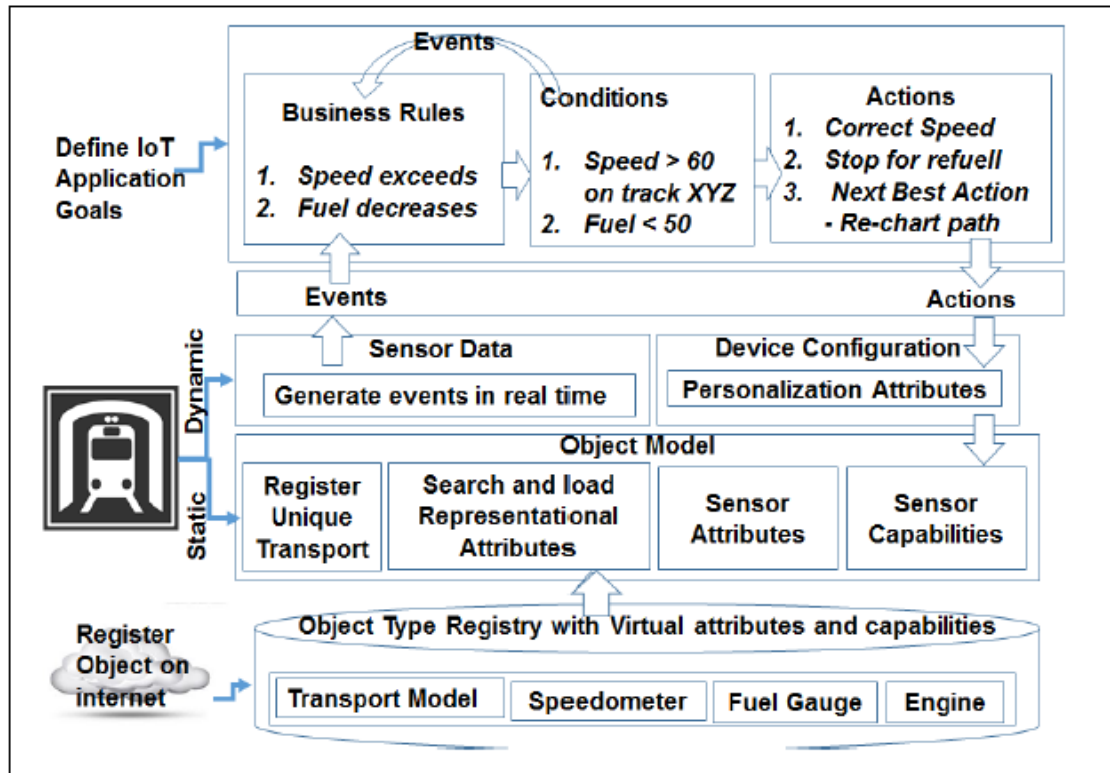 Events
Define IoT
Application
Goals
Business Rules
1. Speed exceeds
2. Fuel decreases
Conditions
1. Speed > 60
on track XYZ
2. Fuel < 50
Actions
1. Correct Speed
2. Stop for refuell
3. Next Best Action
- Re-chart path
Events
Actions
Dynamic
Static
Sensor Data
Generate events in real time
Device Configuration
Personalization Attributes
Object Model
Register
Unique
Transport
Search and load
Representational
Attributes
Sensor
Attributes
Sensor
Capabilities
Register
Object on
internet
Object Type Registry with Virtual attributes and capabilities
Transport Model
Speedometer
Fuel Gauge
Engine